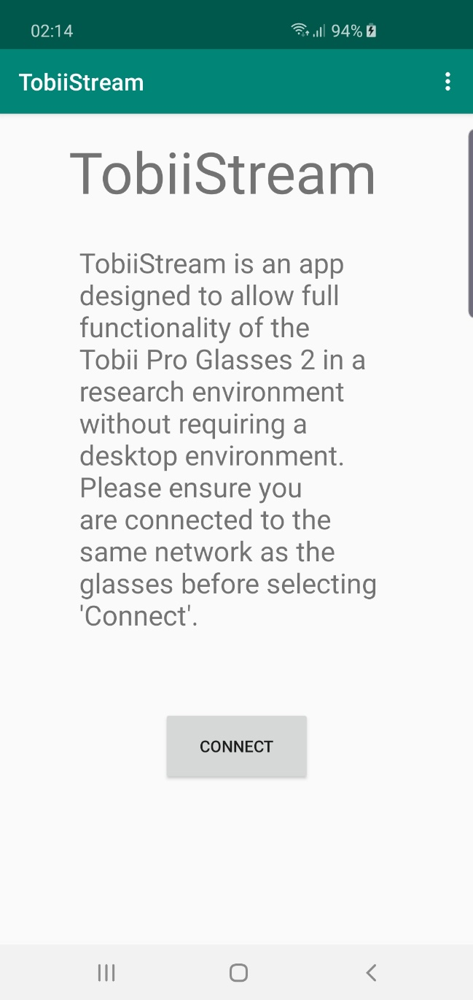 02:14 94%
TobiiStream
TobiiStream
TobiiStream is an app
designed to allow full
functionality of the
Tobii Pro Glasses 2 in a
research environment
without requiring a
desktop environment.
Please ensure you
are connected to the
same network as the
glasses before selecting
'Connect'.
CONNECT